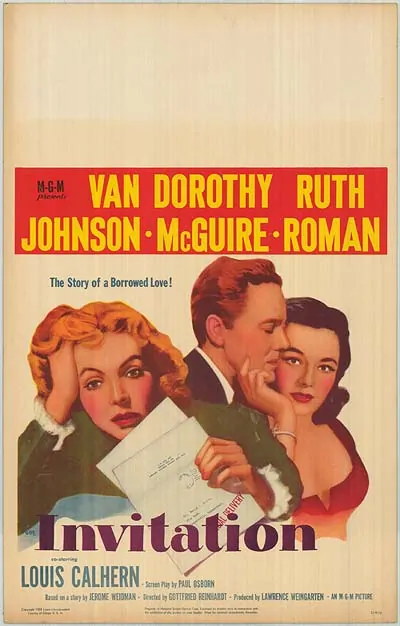 M-G-M
presents
VAN DOROTHY RUTH
JOHNSON • McGUIRE • ROMAN
The Story of a Borrowed Love!
Invitation
co-starring
LOUIS CALHERN • Screen Play by PAUL OSBORN
Based on a story by JEROME WEIDMAN • Directed by GOTTFRIED REINHARDT • Produced by LAWRENCE WEINGARTEN • AN M-G-M PICTURE